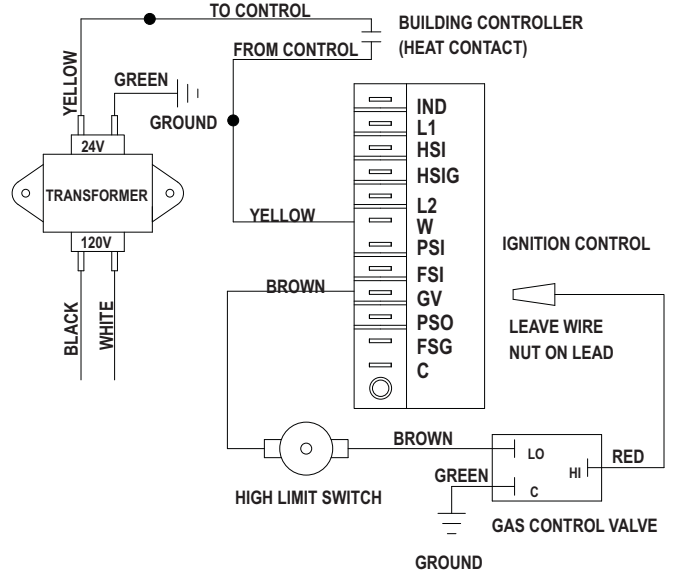 TO CONTROL
BUILDING CONTROLLER
(HEAT CONTACT)
FROM CONTROL
YELLOW
GREEN
GROUND
24V
TRANSFORMER
120V
BLACK
WHITE
YELLOW
BROWN
IND
L1
HSI
HSIG
L2
W
PSI
FSI
GV
PSO
FSG
C
IGNITION CONTROL
LEAVE WIRE
NUT ON LEAD
HIGH LIMIT SWITCH
BROWN
GREEN
LO
HI
C
RED
GAS CONTROL VALVE
GROUND